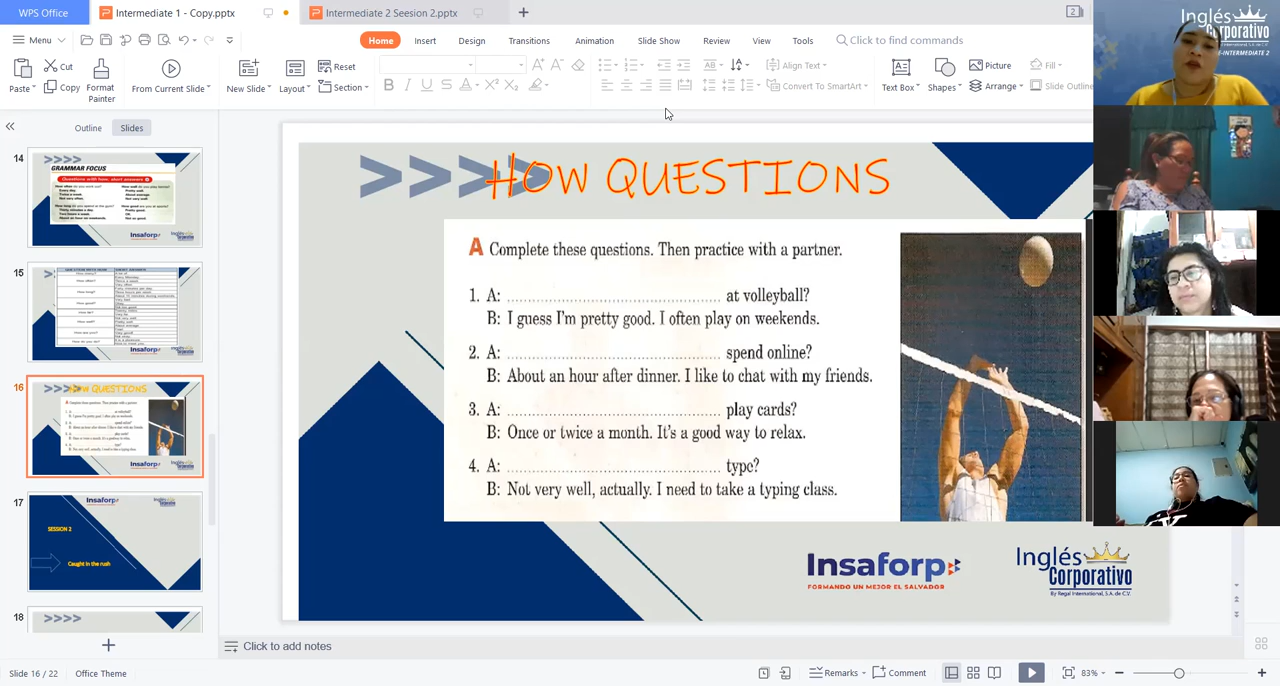 WPS Office
Intermediate 1 - Copy.pptx
Intermediate 2 Seesion 2.pptx
2
Menu
Home
Insert
Design
Transitions
Animation
Slide Show
Review
View
Tools
Click to find commands
Paste
Cut
Copy
Format
Painter
From Current Slide
New Slide
Layout
Reset
Section
Align Text
Convert To SmartArt
Text Box
Shapes
Picture
Arrange
Fill
Slide Outline
Outline
Slides
14
GRAMMAR FOCUS
Questions with how; short answers
15
16
HOW QUESTIONS
17
SESSION 2
Caught in the rush
18
HOW QUESTIONS
A Complete these questions. Then practice with a partner.
1. A: ................................................ at volleyball?
B: I guess I'm pretty good. I often play on weekends.
2. A: ................................................ spend online?
B: About an hour after dinner. I like to chat with my friends.
3. A: ................................................ play cards?
B: Once or twice a month. It's a good way to relax.
4. A: ................................................ type?
B: Not very well, actually. I need to take a typing class.
Insaforp
FORMANDO UN MEJOR EL SALVADOR
Inglés
Corporativo
By Regal International, S.A. de C.V.
Inglés
Corporativo
Click to add notes
Slide 16 / 22
Office Theme
Remarks
Comment
83%